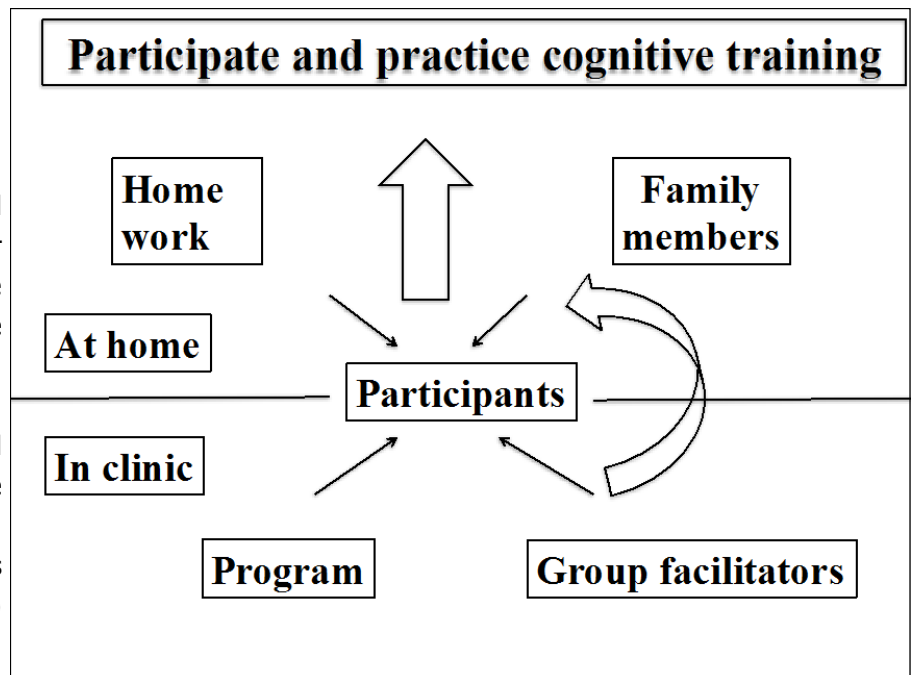 Participate and practice cognitive training
Home
work
Family
members
At home
Participants
In clinic
Program
Group facilitators